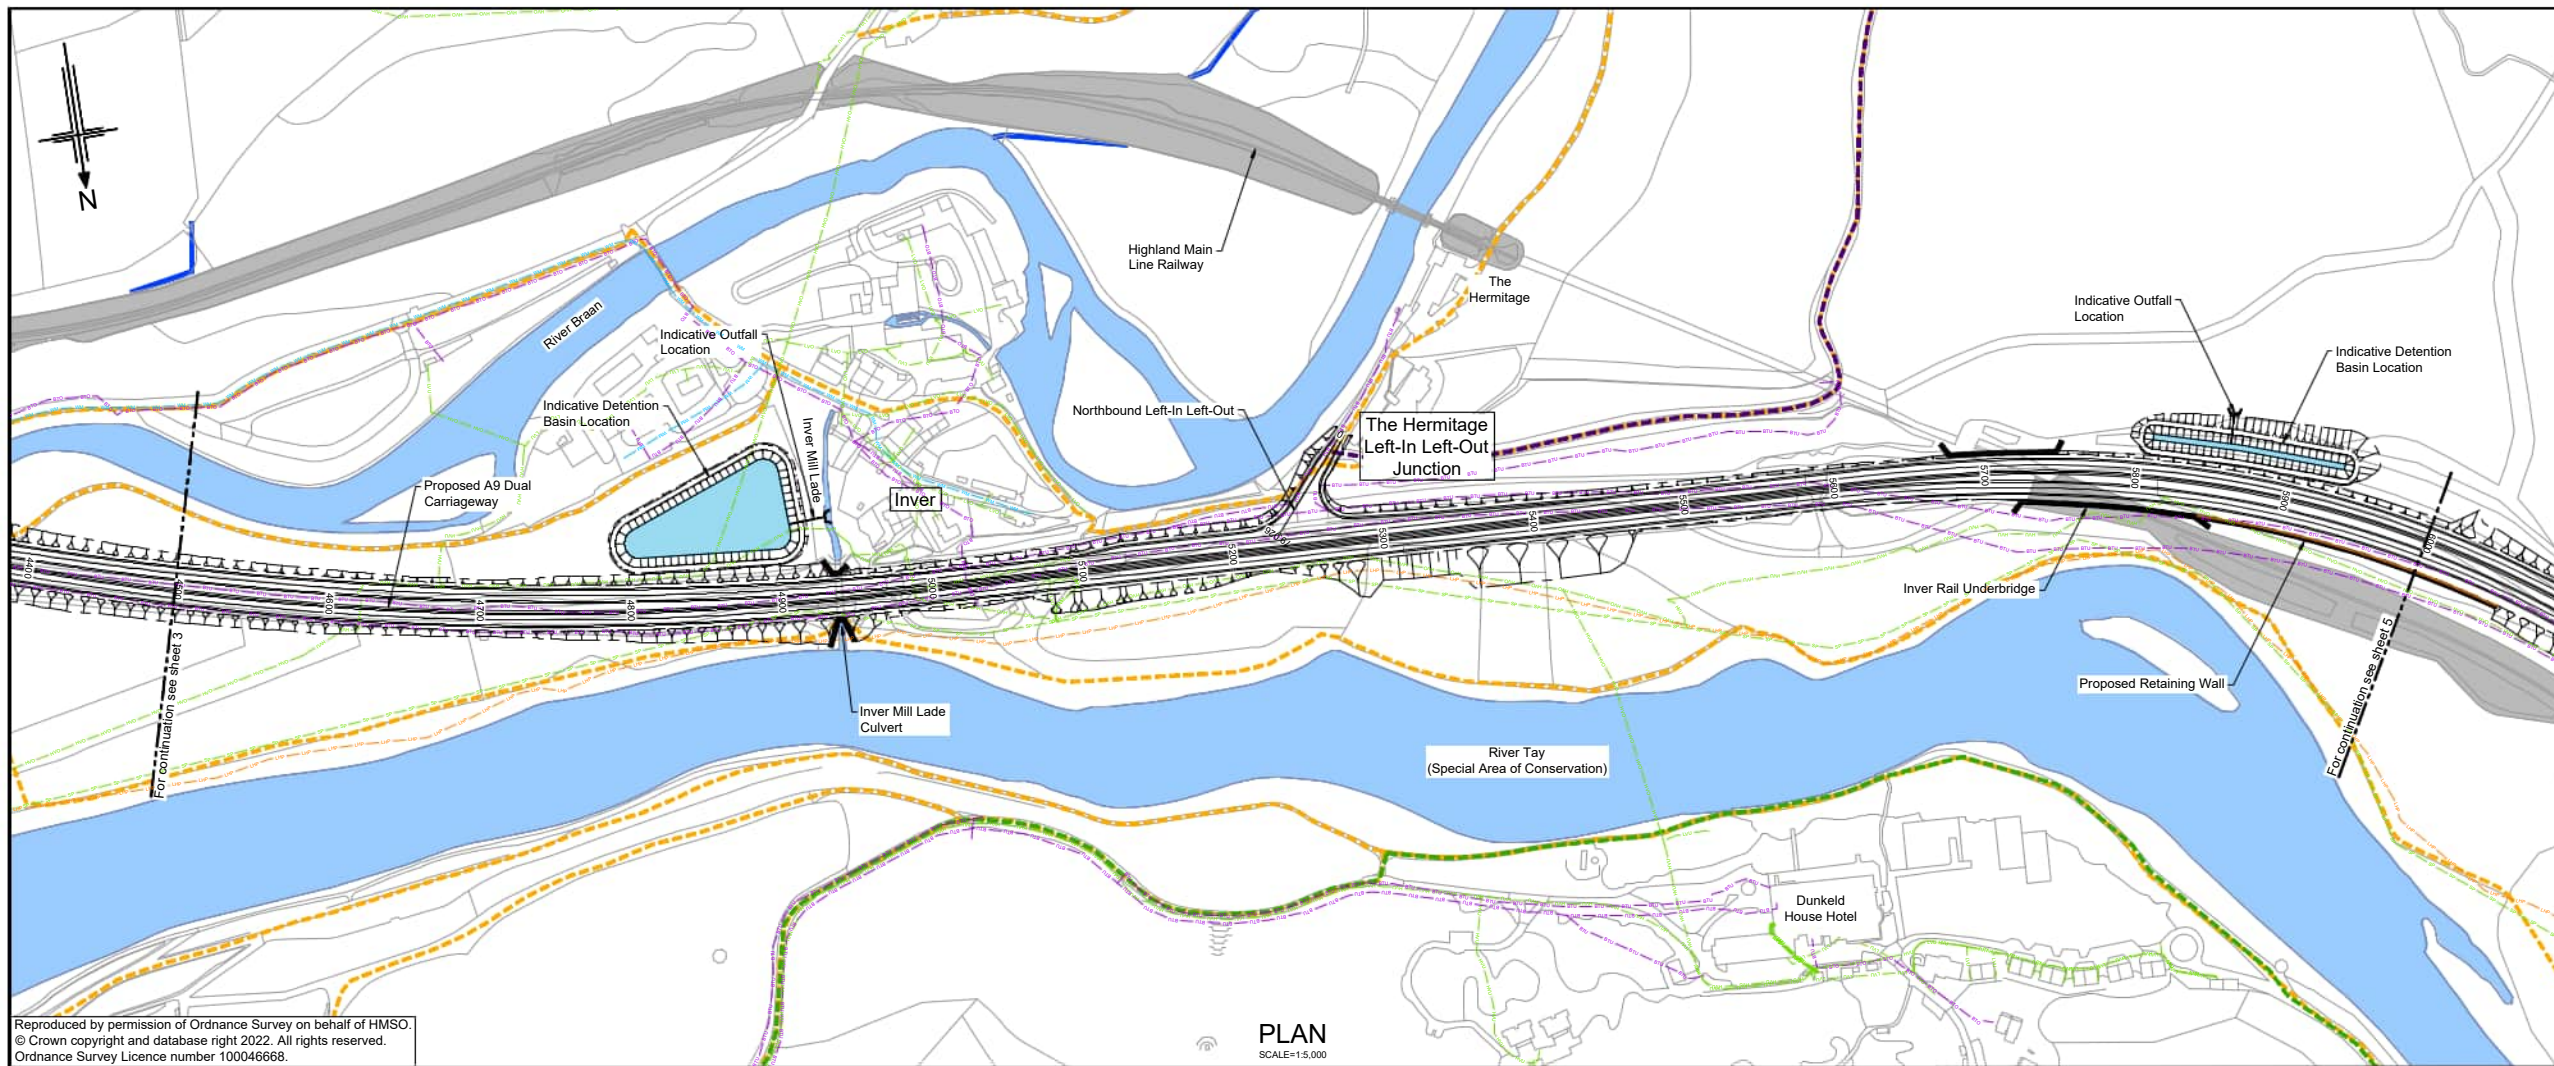 N
Highland Main
Line Railway
The
Hermitage
River Braan
Indicative Outfall
Location
Indicative Outfall
Location
Indicative Detention
Basin Location
Indicative Detention
Basin Location
Northbound Left-In Left-Out
The Hermitage
Left-In Left-Out
Junction
Inver Mill Lade
Inver
Proposed A9 Dual
Carriageway
4400
4500
4600
4700
4800
4900
5000
5100
5200
5300
5400
5500
5600
5700
5800
5900
6000
Inver Rail Underbridge
For continuation see sheet 3
For continuation see sheet 5
Proposed Retaining Wall
Inver Mill Lade
Culvert
River Tay
(Special Area of Conservation)
Dunkeld
House Hotel
PLAN
SCALE=1:5,000
Reproduced by permission of Ordnance Survey on behalf of HMSO.
© Crown copyright and database right 2022. All rights reserved.
Ordnance Survey Licence number 100046668.